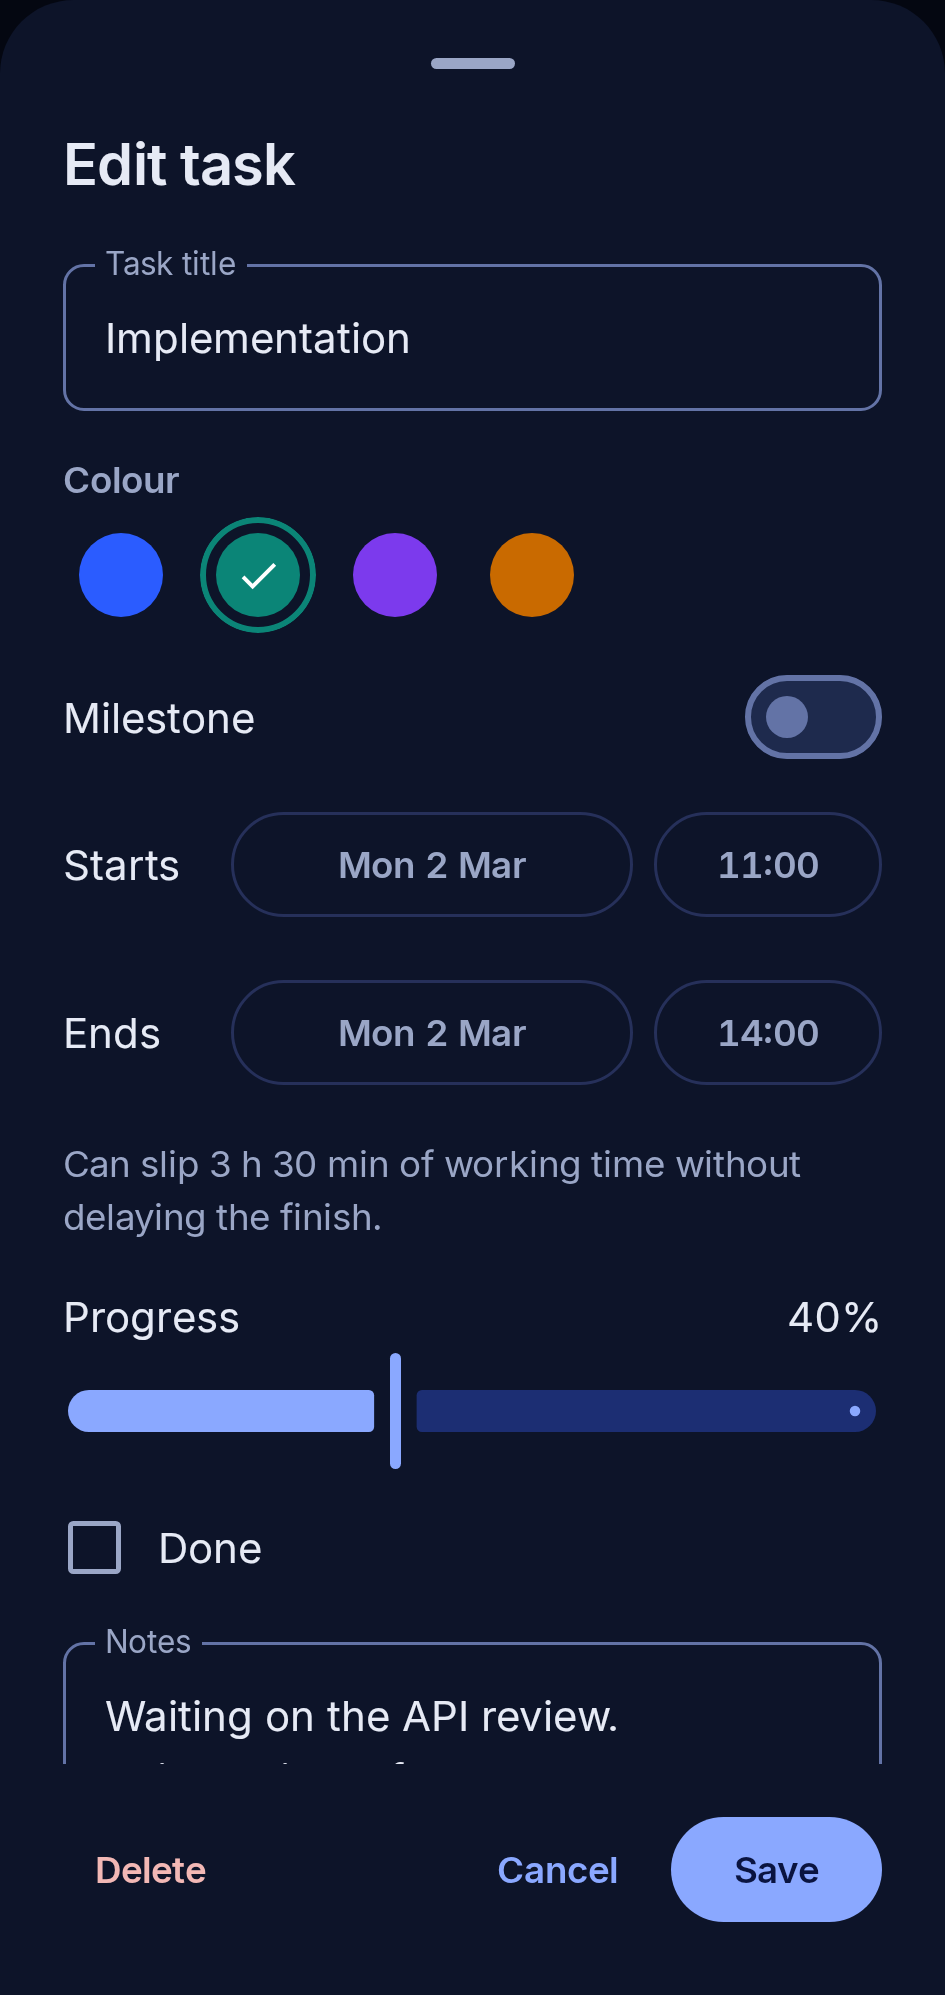 Edit task
Task title
Implementation
Colour
Milestone
Starts
Mon 2 Mar
11:00
Ends
Mon 2 Mar
14:00
Can slip 3 h 30 min of working time without
delaying the finish.
Progress
40%
Done
Notes
Waiting on the API review.
Delete
Cancel
Save